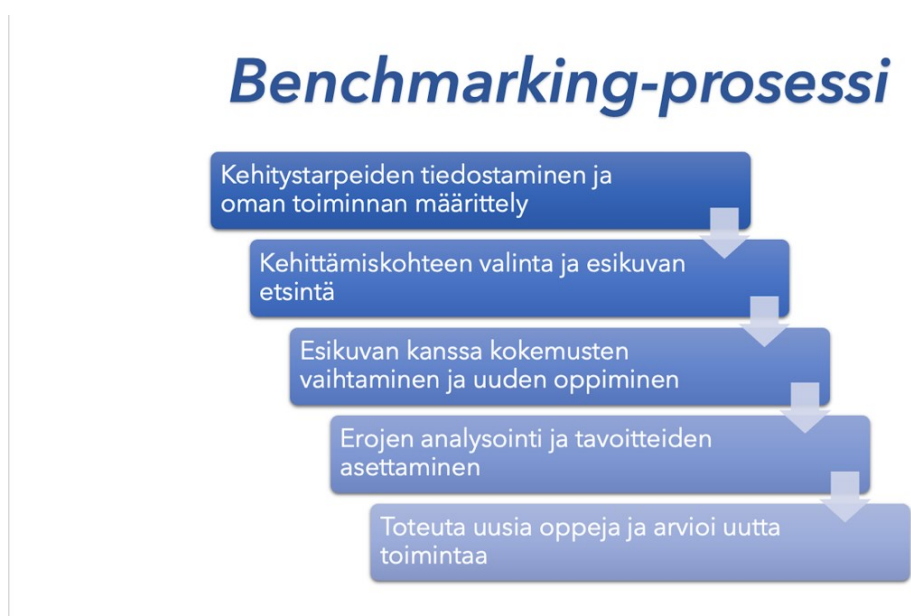 Benchmarking-prosessi
Kehitystarpeiden tiedostaminen ja
oman toiminnan määrittely
Kehittämiskohteen valinta ja esikuvan
etsintä
Esikuvan kanssa kokemusten
vaihtaminen ja uuden oppiminen
Erojen analysointi ja tavoitteiden
asettaminen
Toteuta uusia oppeja ja arvioi uutta
toimintaa